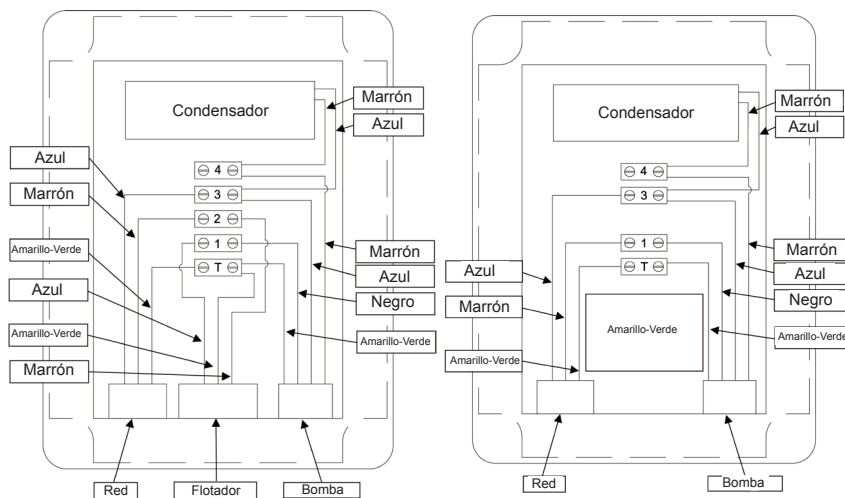 Condensador
Marrón
Azul
4
3
2
1
T
Azul
Marrón
Amarillo-Verde
Azul
Amarillo-Verde
Marrón
Marrón
Azul
Negro
Amarillo-Verde
Red
Flotador
Bomba
Condensador
Marrón
Azul
4
3
1
T
Azul
Marrón
Amarillo-Verde
Amarillo-Verde
Marrón
Azul
Negro
Amarillo-Verde
Red
Bomba